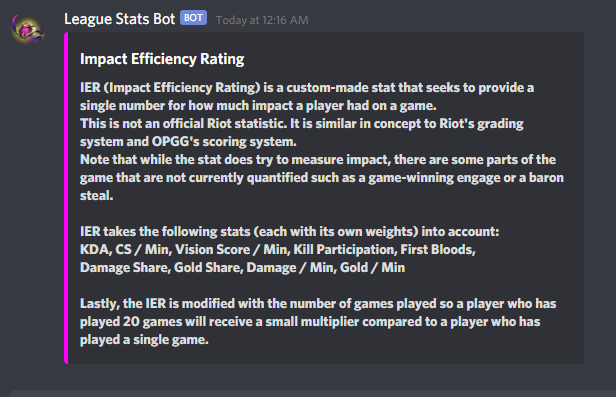 League Stats Bot BOT Today at 12:16 AM
Impact Efficiency Rating
IER (Impact Efficiency Rating) is a custom-made stat that seeks to provide a
single number for how much impact a player had on a game.
This is not an official Riot statistic. It is similar in concept to Riot's grading
system and OPGG's scoring system.
Note that while the stat does try to measure impact, there are some parts of the
game that are not currently quantified such as a game-winning engage or a baron
steal.
IER takes the following stats (each with its own weights) into account:
KDA, CS / Min, Vision Score / Min, Kill Participation, First Bloods,
Damage Share, Gold Share, Damage / Min, Gold / Min
Lastly, the IER is modified with the number of games played so a player who has
played 20 games will receive a small multiplier compared to a player who has
played a single game.